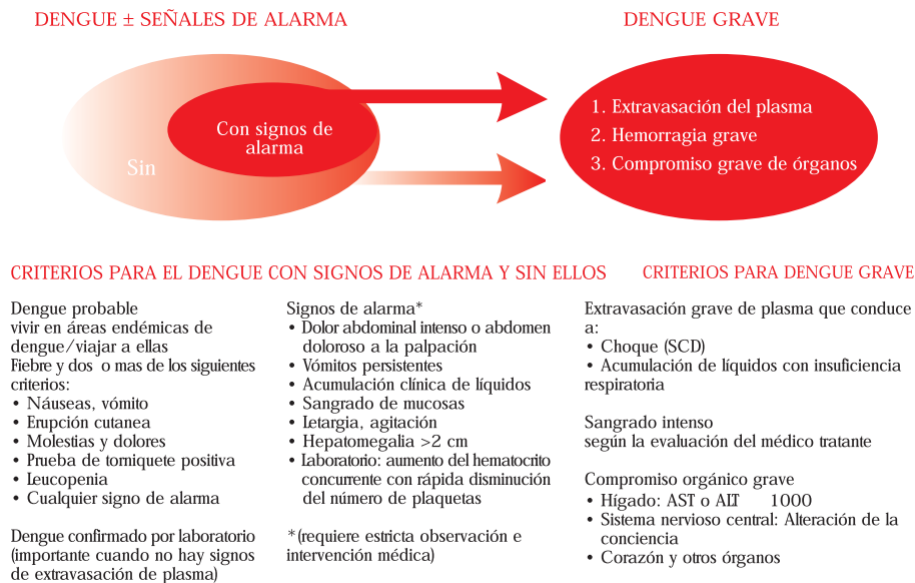 DENGUE ± SEÑALES DE ALARMA
DENGUE GRAVE
Con signos de
alarma
Sin
1. Extravasación del plasma
2. Hemorragia grave
3. Compromiso grave de órganos
CRITERIOS PARA EL DENGUE CON SIGNOS DE ALARMA Y SIN ELLOS
Dengue probable
vivir en áreas endémicas de
dengue/viajar a ellas
Fiebre y dos o mas de los siguientes
criterios:
• Náuseas, vómito
• Erupción cutanea
• Molestias y dolores
• Prueba de torniquete positiva
• Leucopenia
• Cualquier signo de alarma
Dengue confirmado por laboratorio
(importante cuando no hay signos
de extravasación de plasma)
Signos de alarma*
• Dolor abdominal intenso o abdomen
doloroso a la palpación
• Vómitos persistentes
• Acumulación clínica de líquidos
• Sangrado de mucosas
• Letargia, agitación
• Hepatomegalia >2 cm
• Laboratorio: aumento del hematocrito
concurrente con rápida disminución
del número de plaquetas
*(requiere estricta observación e
intervención médica)
CRITERIOS PARA DENGUE GRAVE
Extravasación grave de plasma que conduce
a:
• Choque (SCD)
• Acumulación de líquidos con insuficiencia
respiratoria
Sangrado intenso
según la evaluación del médico tratante
Compromiso orgánico grave
• Hígado: AST o ALT 1000
• Sistema nervioso central: Alteración de la
conciencia
• Corazón y otros órganos